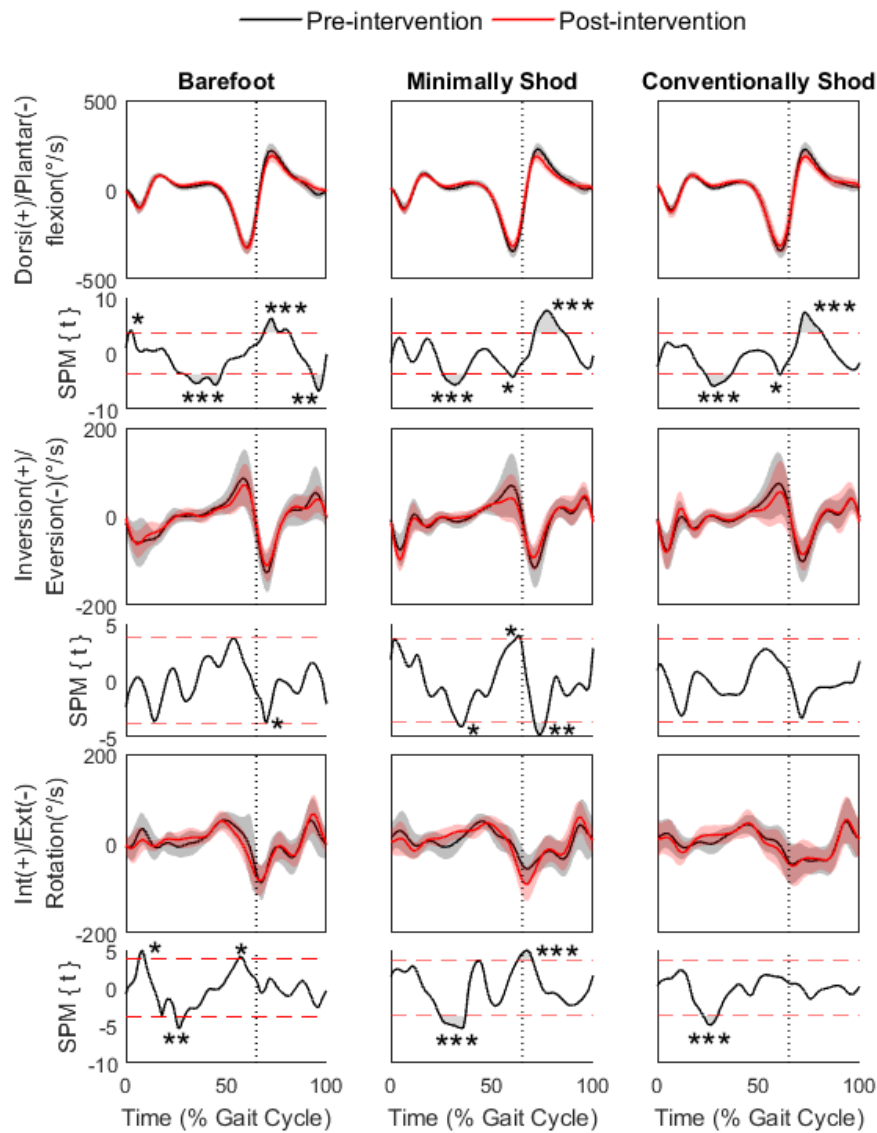 Pre-intervention Post-intervention
Barefoot Minimally Shod Conventionally Shod
Dorsi(+)/Plantar(-)
flexion(°/s)
500
0
-500
SPM { t }
10
0
-10
* *** *** **
*** *** *
*** *** *
Inversion(+)/
Eversion(-)(°/s)
200
0
-200
SPM { t }
5
0
-5
*
* * **
Int(+)/Ext(-)
Rotation(°/s)
200
0
-200
SPM { t }
5
0
-5
-10
* ** *
*** ***
***
0 50 100 0 50 100 0 50 100
Time (% Gait Cycle) Time (% Gait Cycle) Time (% Gait Cycle)